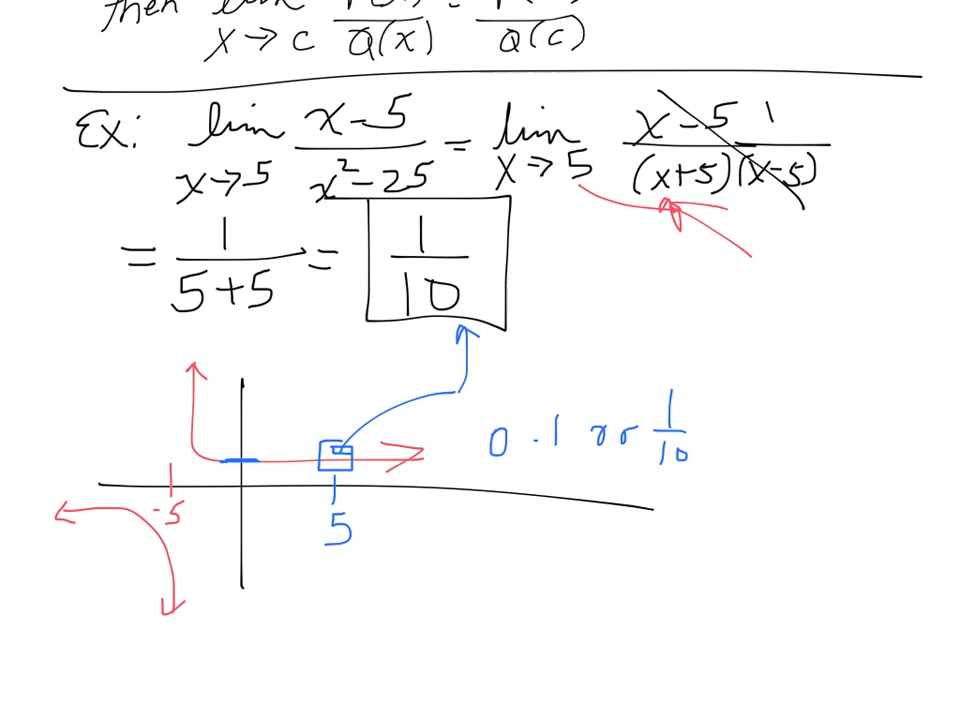 then lim
x → c Q(x) Q(c)
Ex: lim x→5 (x-5)/(x²-25) = lim x→5 (x-5) 1/((x+5)(x-5))
= 1/(5+5) = 1/10
0.1 or 1/10
-5
5